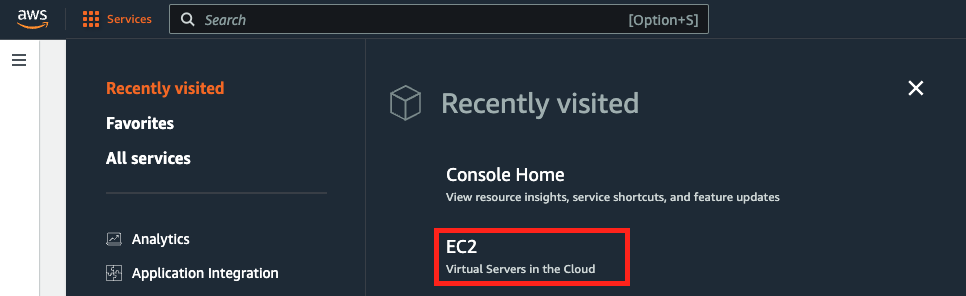 aws
Services
Search
[Option+S]
Recently visited
Favorites
All services
Analytics
Application Integration
Recently visited
Console Home
View resource insights, service shortcuts, and feature updates
EC2
Virtual Servers in the Cloud